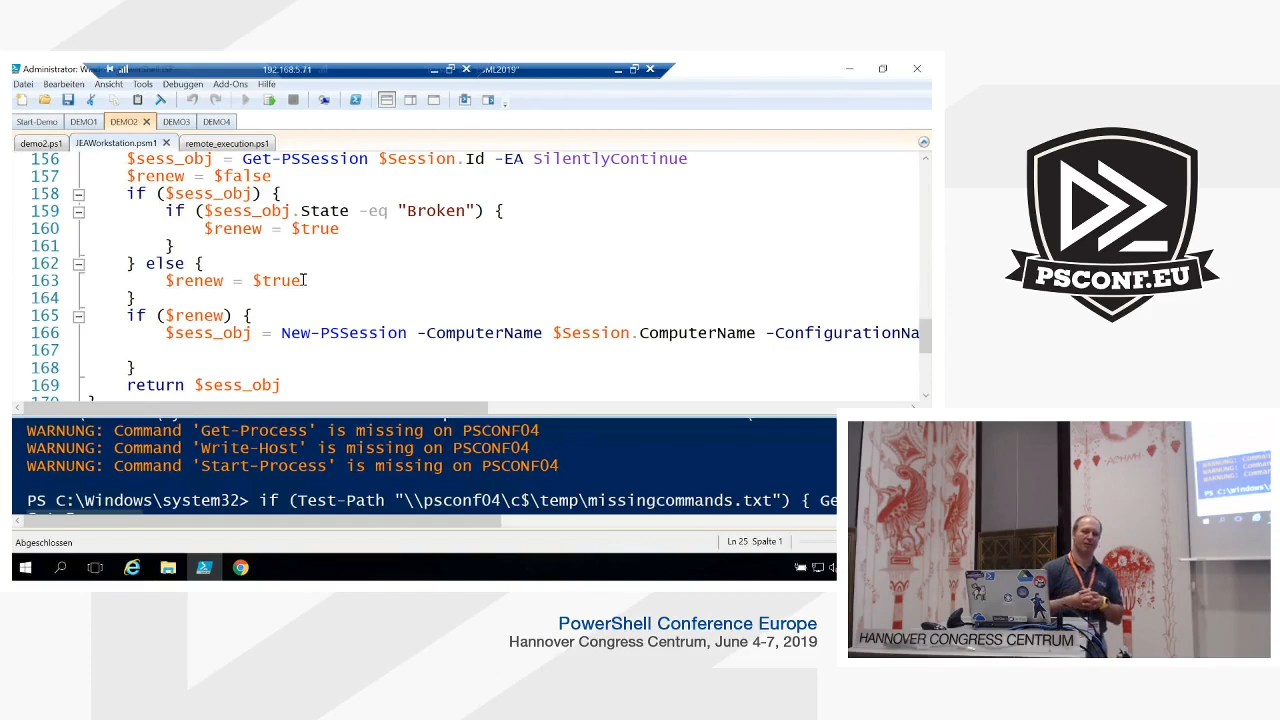 Administrator: Win
192.168.5.71
ML2019"
Datei Bearbeiten Ansicht Tools Debuggen Add-Ons Hilfe
Start-Demo DEMO1 DEMO2 DEMO3 DEMO4
demo2.ps1 JEAWorkstation.psm1 remote_execution.ps1
156 $sess_obj = Get-PSSession $Session.Id -EA SilentlyContinue
157 $renew = $false
158 if ($sess_obj) {
159 if ($sess_obj.State -eq "Broken") {
160 $renew = $true
161 }
162 } else {
163 $renew = $true
164 }
165 if ($renew) {
166 $sess_obj = New-PSSession -ComputerName $Session.ComputerName -ConfigurationNa
167
168 }
169 return $sess_obj
170 }
WARNUNG: Command 'Get-Process' is missing on PSCONF04
WARNUNG: Command 'Write-Host' is missing on PSCONF04
WARNUNG: Command 'Start-Process' is missing on PSCONF04
PS C:\Windows\system32> if (Test-Path "\\psconf04\c$\temp\missingcommands.txt") { Ge
Abgeschlossen
Ln 25 Spalte 1
PSCONF.EU
HANNOVER CONGRESS CENTRUM
PowerShell Conference Europe
Hannover Congress Centrum, June 4-7, 2019